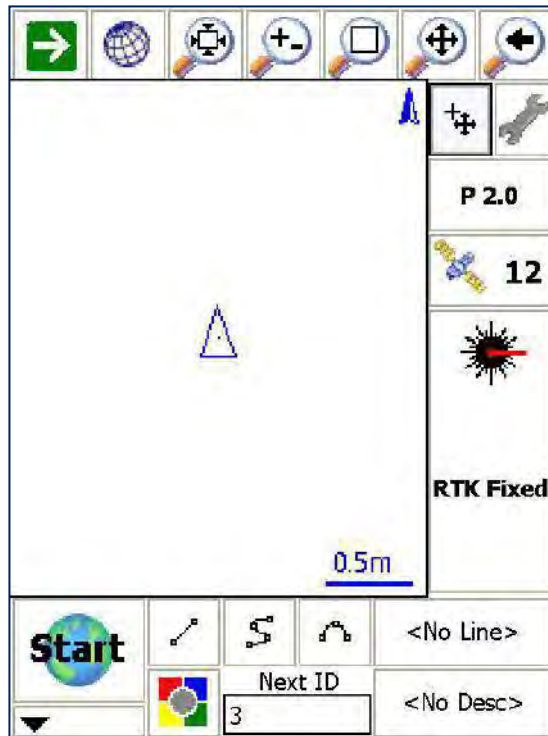 P 2.0
12
RTK Fixed
0.5m
Start
<No Line>
Next ID
3
<No Desc>